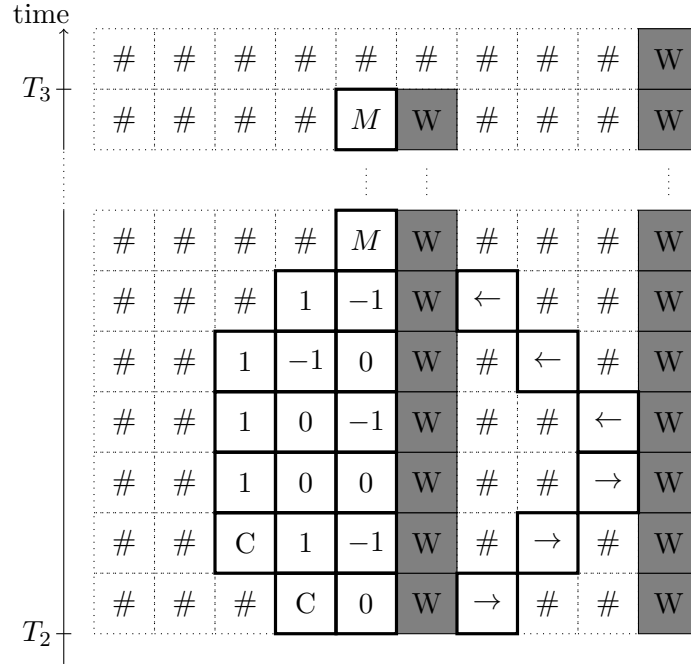 time
# # # # # # # # # W
T₃
# # # # M W # # # W
# # # # M W # # # W
# # # 1 −1 W ← # # W
# # 1 −1 0 W # ← # W
# # 1 0 −1 W # # ← W
# # 1 0 0 W # # → W
# # C 1 −1 W # → # W
# # # C 0 W → # # W
T₂